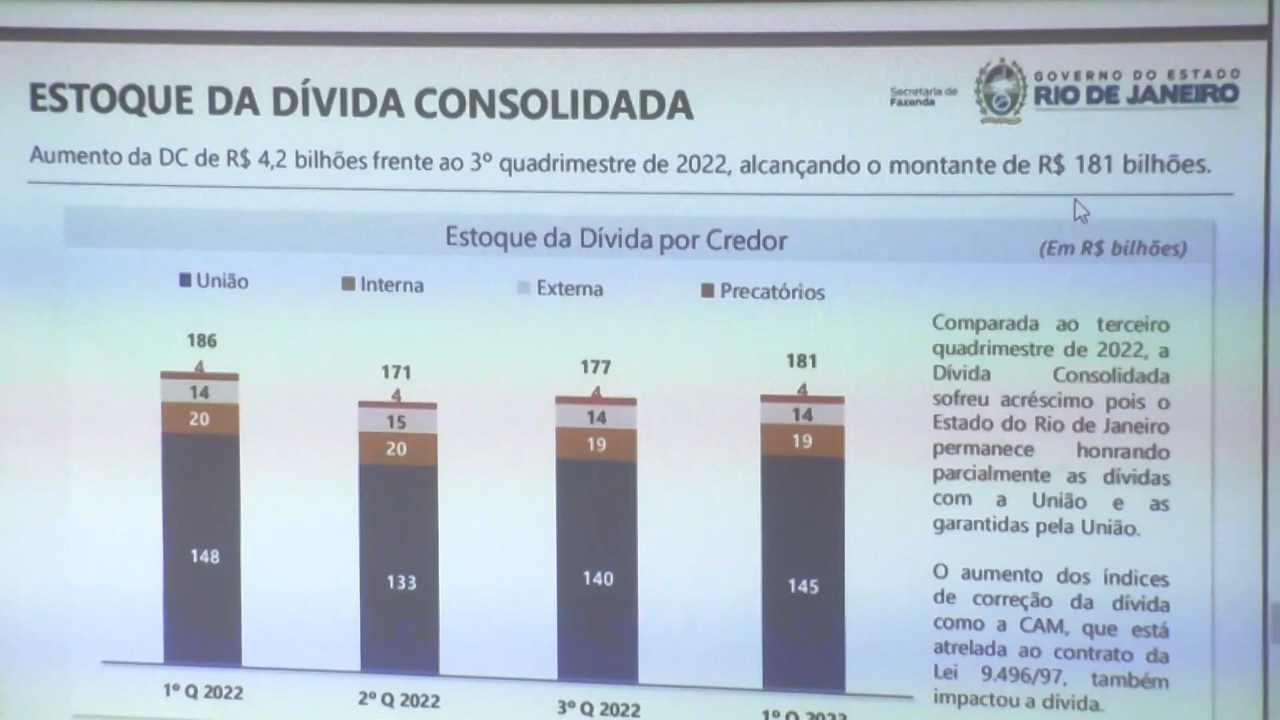 ESTOQUE DA DÍVIDA CONSOLIDADA
Secretaria de
Fazenda
GOVERNO DO ESTADO
RIO DE JANEIRO
Aumento da DC de R$ 4,2 bilhões frente ao 3º quadrimestre de 2022, alcançando o montante de R$ 181 bilhões.
Estoque da Dívida por Credor
(Em R$ bilhões)
União Interna Externa Precatórios
186 171 177 181
4 4 4 4
14 15 14 14
20 20 19 19
148 133 140 145
1º Q 2022 2º Q 2022 3º Q 2022 1º Q 2023
Comparada ao terceiro
quadrimestre de 2022, a
Dívida Consolidada
sofreu acréscimo pois o
Estado do Rio de Janeiro
permanece honrando
parcialmente as dívidas
com a União e as
garantidas pela União.
O aumento dos índices
de correção da dívida
como a CAM, que está
atrelada ao contrato da
Lei 9.496/97, também
impactou a dívida.